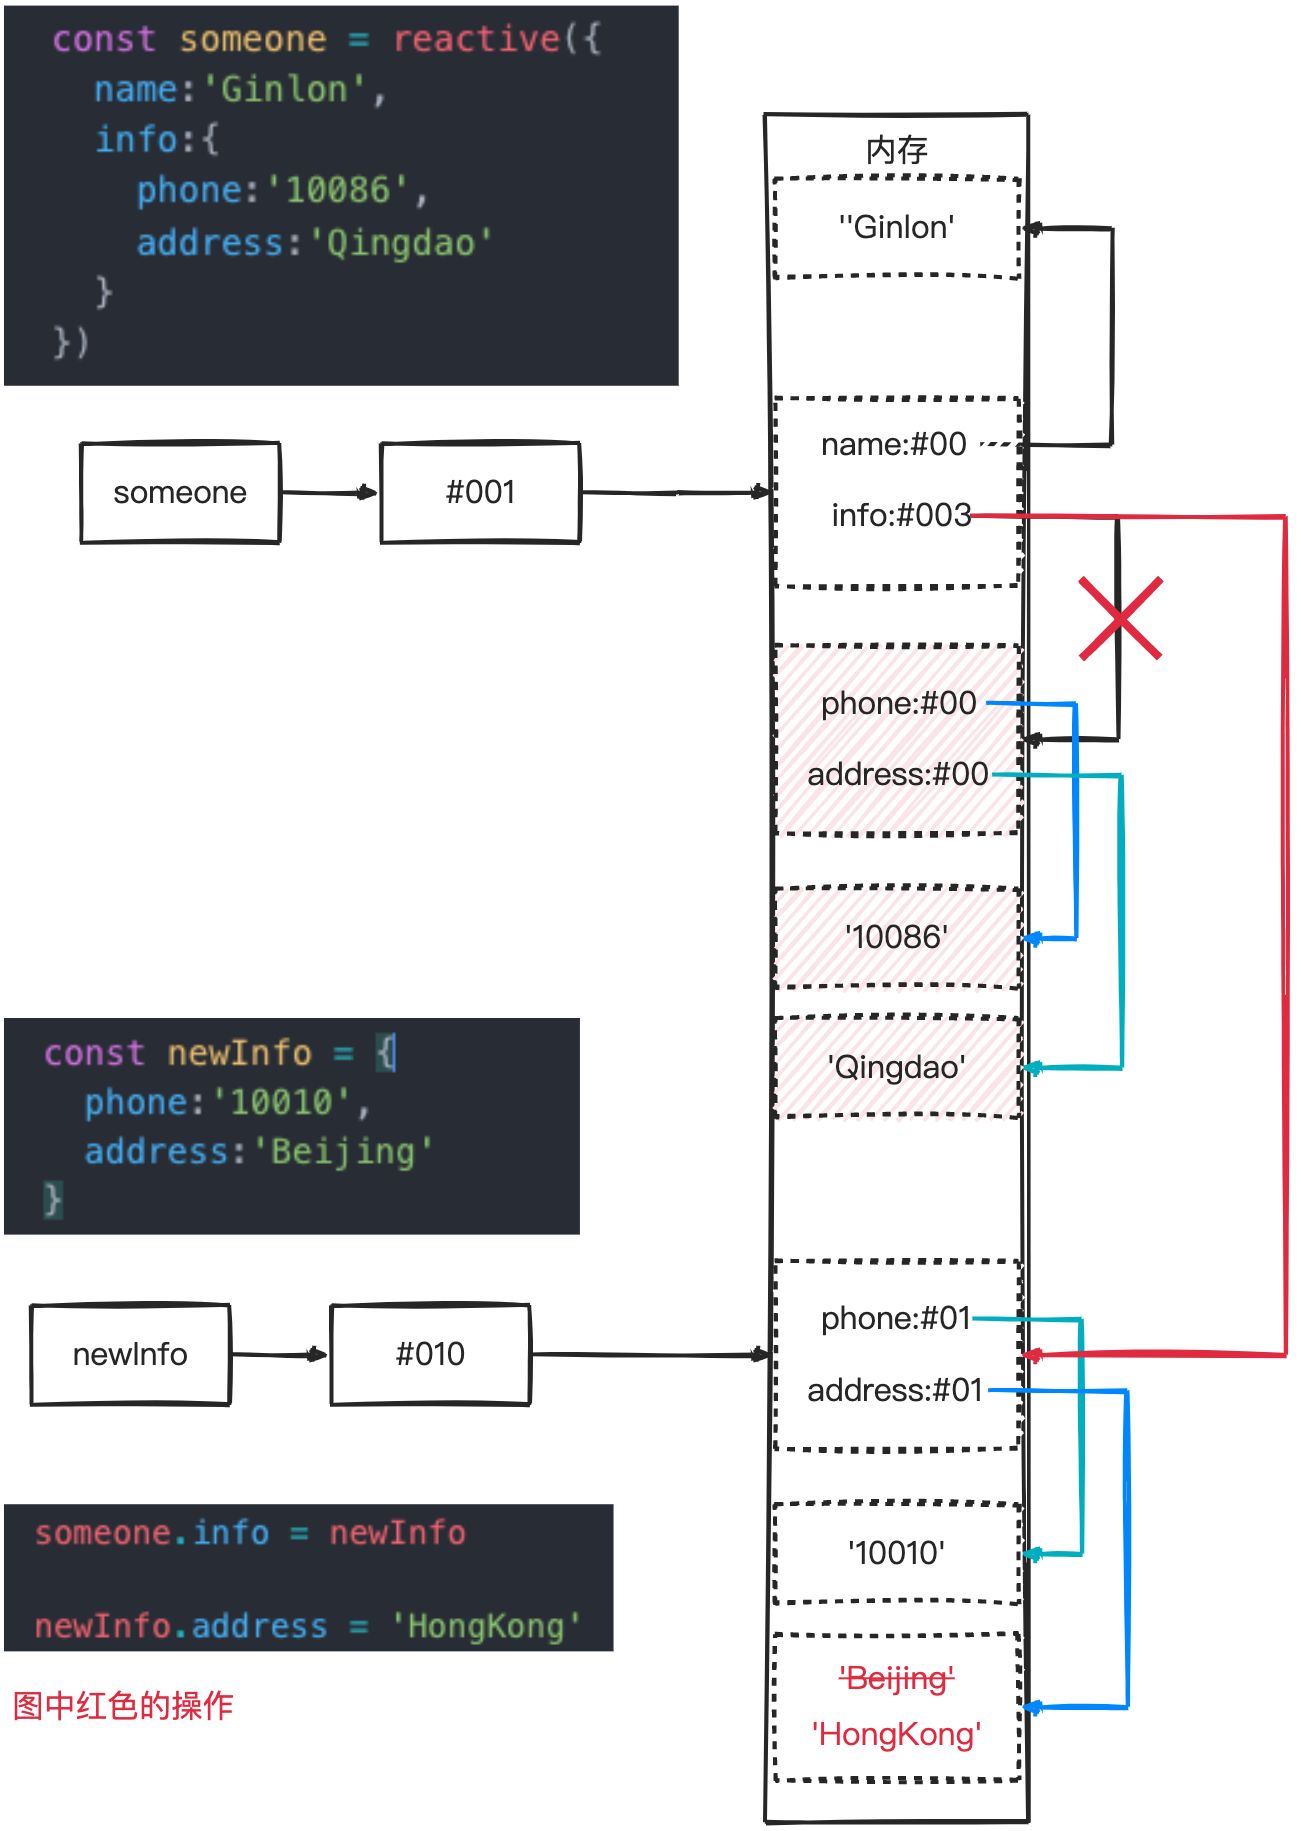 const someone = reactive({
name:'Ginlon',
info:{
phone:'10086',
address:'Qingdao'
}
})
内存
''Ginlon'
name:#00
info:#003
someone
#001
phone:#00
address:#00
'10086'
'Qingdao'
const newInfo = {
phone:'10010',
address:'Beijing'
}
newInfo
#010
phone:#01
address:#01
someone.info = newInfo
newInfo.address = 'HongKong'
图中红色的操作
'10010'
'Beijing'
'HongKong'